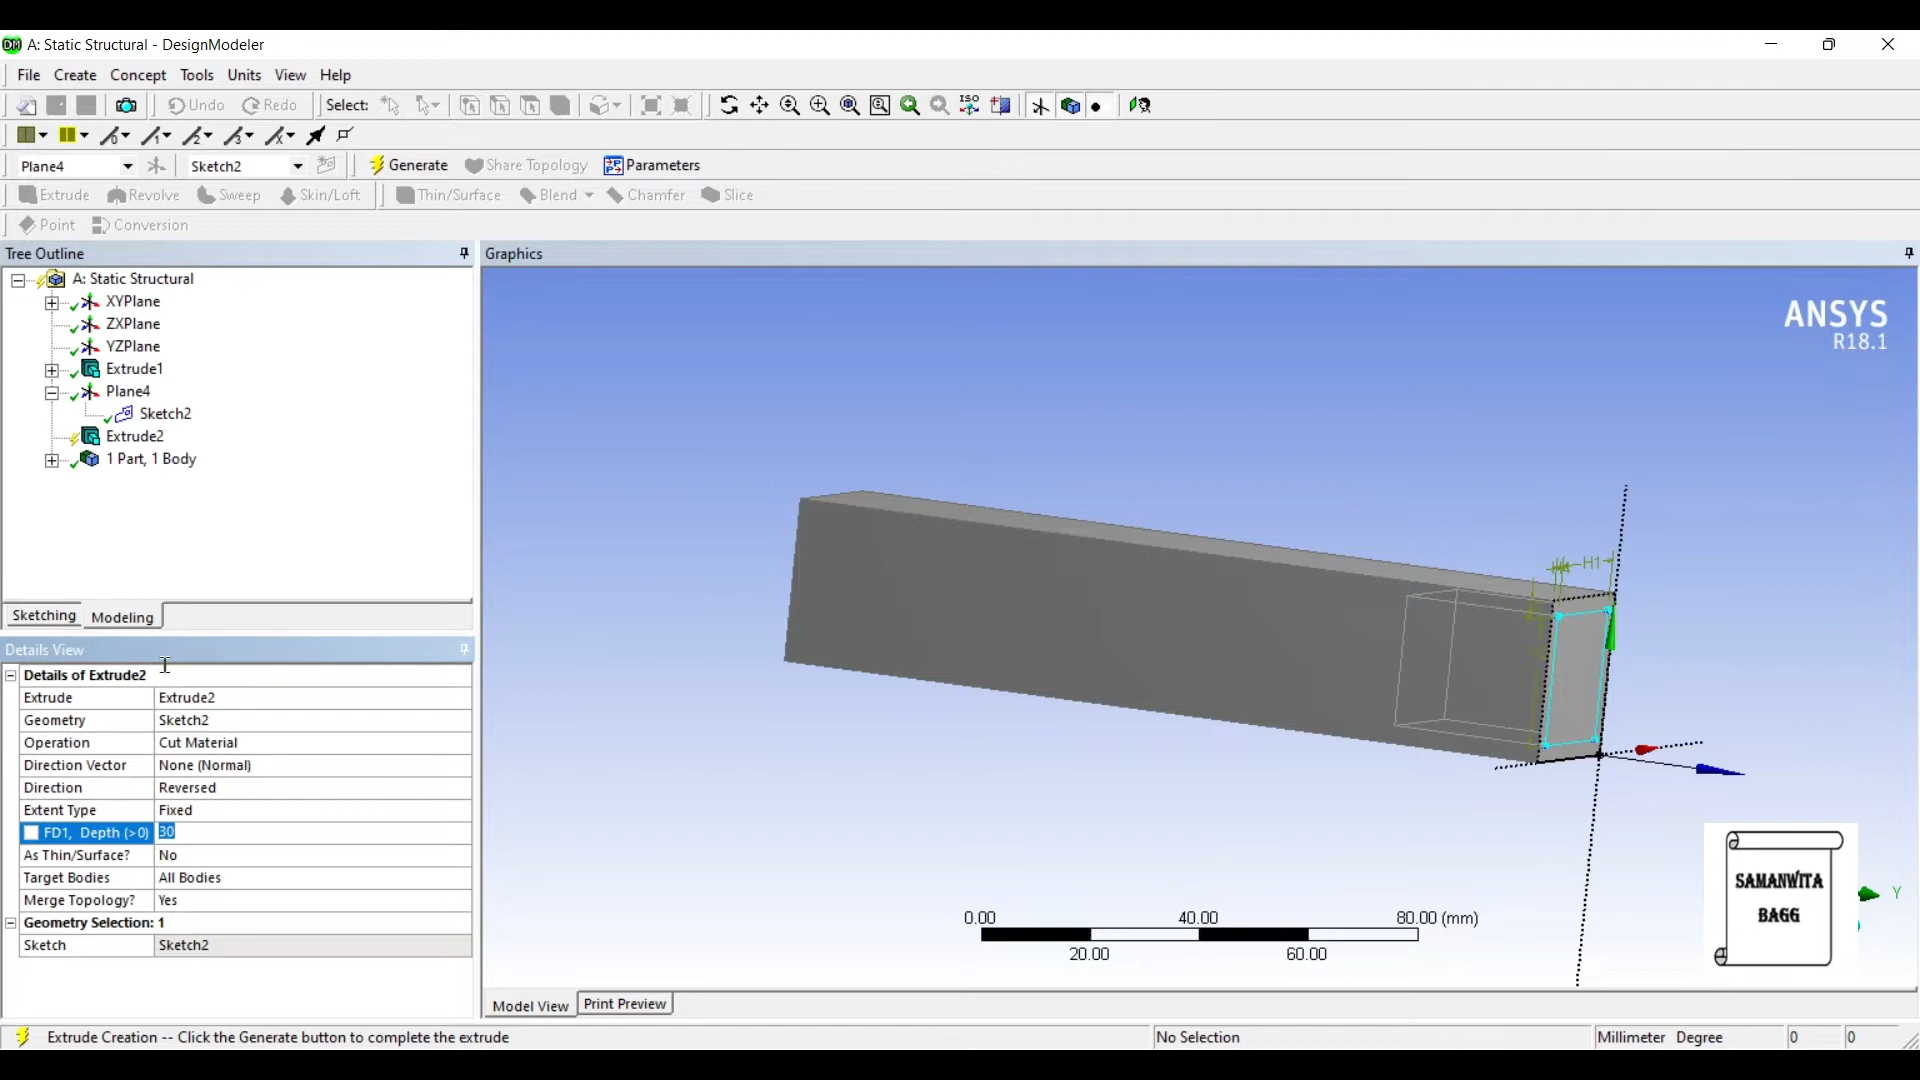 A: Static Structural - DesignModeler
File Create Concept Tools Units View Help
Undo Redo Select: ISO
Plane4 Sketch2 Generate Share Topology Parameters
Extrude Revolve Sweep Skin/Loft Thin/Surface Blend Chamfer Slice
Point Conversion
Tree Outline
A: Static Structural
XYPlane
ZXPlane
YZPlane
Extrude1
Plane4
Sketch2
Extrude2
1 Part, 1 Body
Sketching Modeling
Details View
Details of Extrude2
Extrude Extrude2
Geometry Sketch2
Operation Cut Material
Direction Vector None (Normal)
Direction Reversed
Extent Type Fixed
FD1, Depth (>0) 30
As Thin/Surface? No
Target Bodies All Bodies
Merge Topology? Yes
Geometry Selection: 1
Sketch Sketch2
Graphics
ANSYS
R18.1
H1
0.00 40.00 80.00 (mm)
20.00 60.00
SAMANWITA
BAGG
Y
Model View Print Preview
Extrude Creation -- Click the Generate button to complete the extrude No Selection Millimeter Degree 0 0